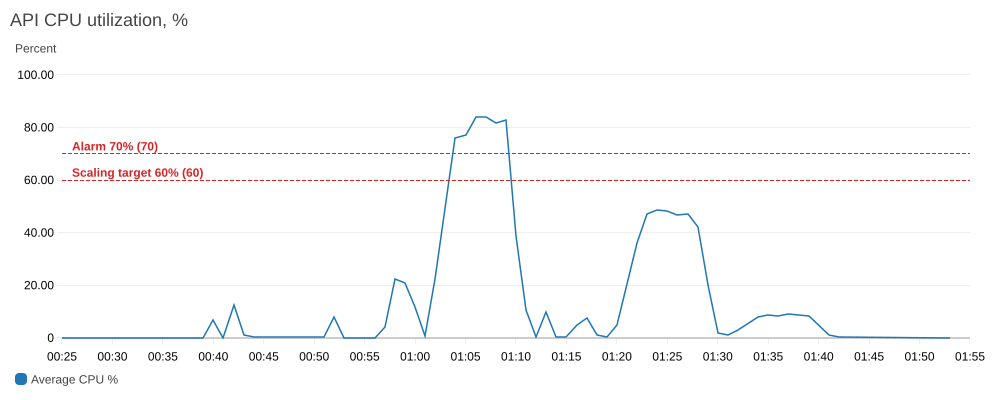 API CPU utilization, %
Percent
100.00
80.00
Alarm 70% (70)
Scaling target 60% (60)
60.00
40.00
20.00
0
00:25 00:30 00:35 00:40 00:45 00:50 00:55 01:00 01:05 01:10 01:15 01:20 01:25 01:30 01:35 01:40 01:45 01:50 01:55
Average CPU %